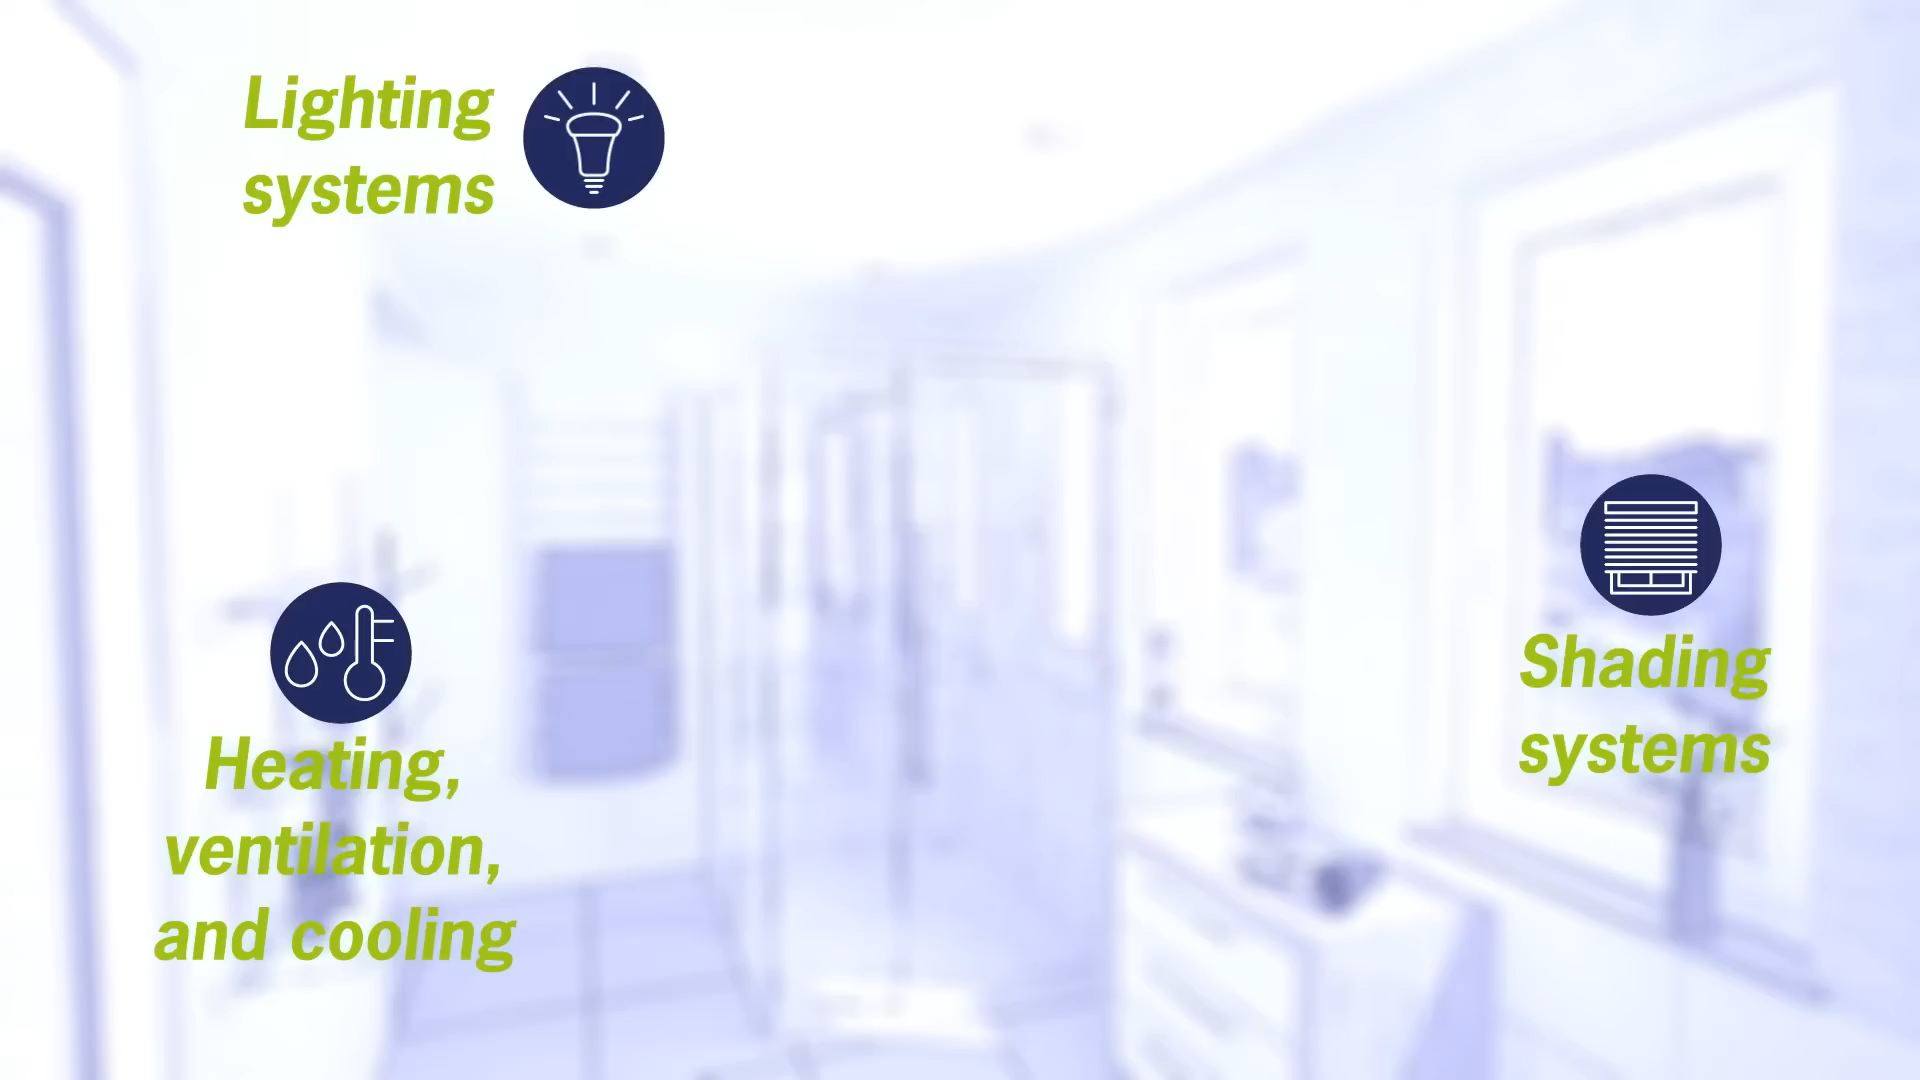 Lighting
systems
Shading
systems
Heating,
ventilation,
and cooling